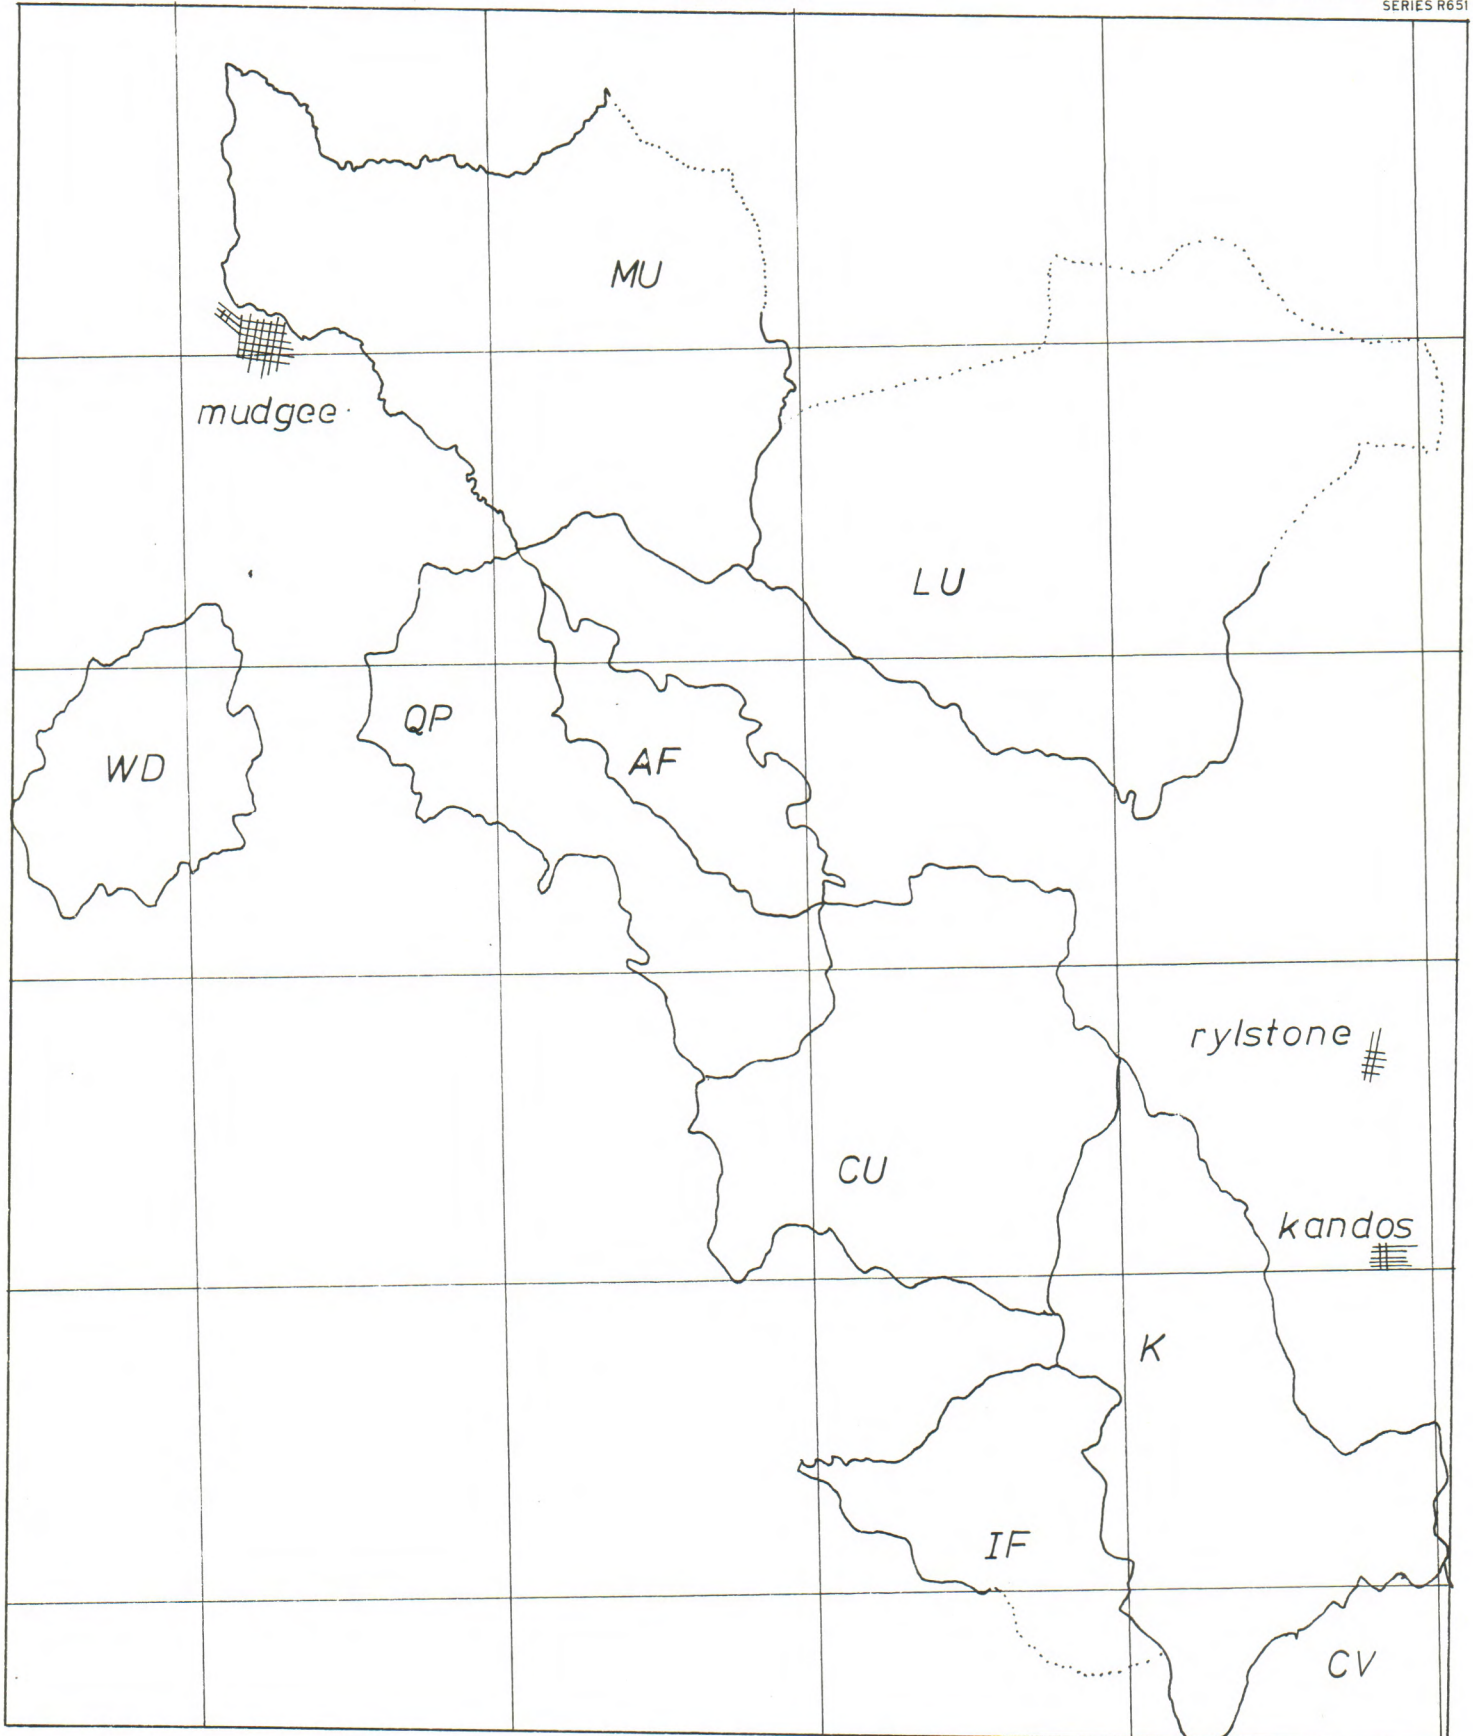 SERIES R651
MU
mudgee
LU
QP
AF
WD
rylstone
CU
kandos
K
IF
CV